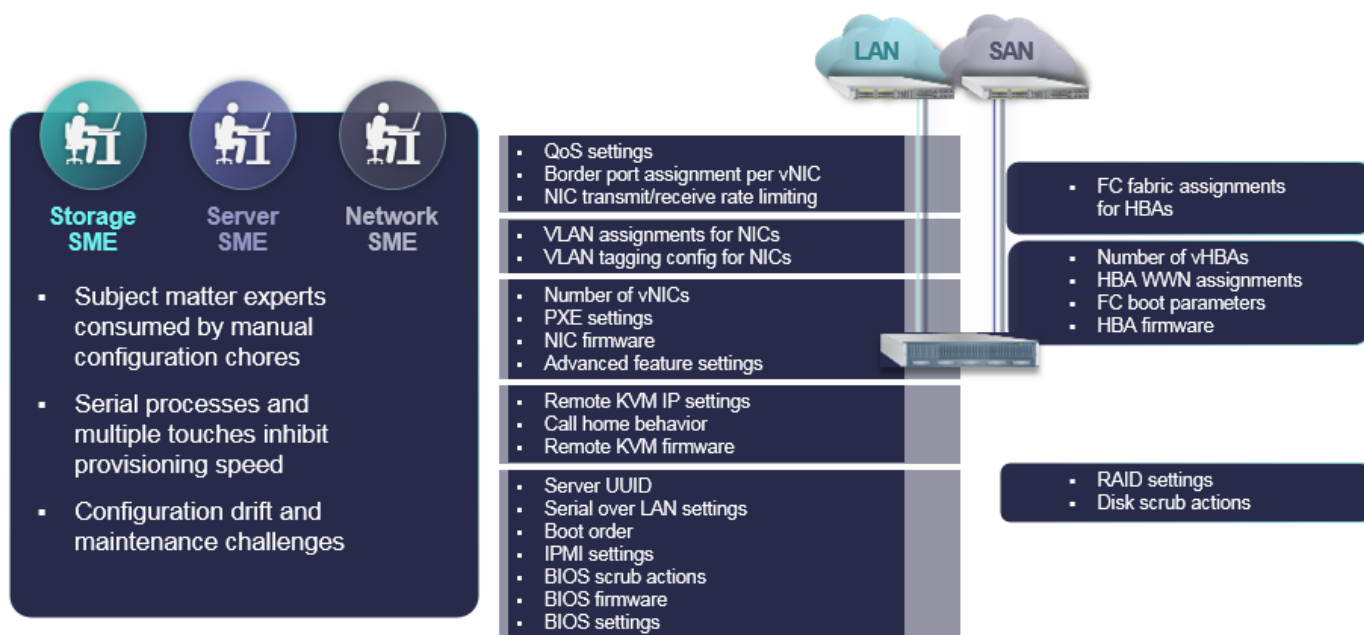 LAN
SAN
Storage
SME
Server
SME
Network
SME
▪ Subject matter experts
consumed by manual
configuration chores
▪ Serial processes and
multiple touches inhibit
provisioning speed
▪ Configuration drift and
maintenance challenges
▪ QoS settings
▪ Border port assignment per vNIC
▪ NIC transmit/receive rate limiting
▪ VLAN assignments for NICs
▪ VLAN tagging config for NICs
▪ Number of vNICs
▪ PXE settings
▪ NIC firmware
▪ Advanced feature settings
▪ Remote KVM IP settings
▪ Call home behavior
▪ Remote KVM firmware
▪ Server UUID
▪ Serial over LAN settings
▪ Boot order
▪ IPMI settings
▪ BIOS scrub actions
▪ BIOS firmware
▪ BIOS settings
▪ FC fabric assignments
for HBAs
▪ Number of vHBAs
▪ HBA WWN assignments
▪ FC boot parameters
▪ HBA firmware
▪ RAID settings
▪ Disk scrub actions